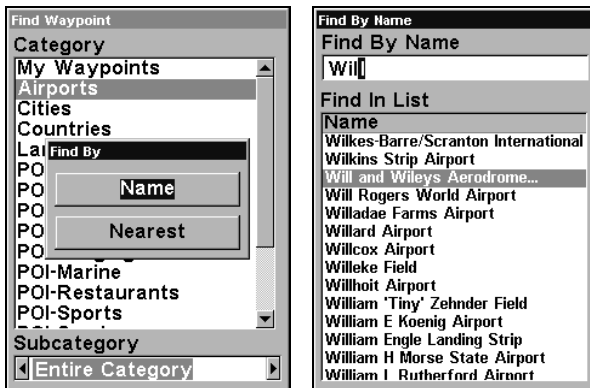 Find Waypoint
Category
My Waypoints
Airports
Cities
Countries
Find By
PO
Name
PO
PO
PO
Nearest
PO
POI-Marine
POI-Restaurants
POI-Sports
Subcategory
Entire Category
Find By Name
Find By Name
Wil
Find In List
Name
Wilkes-Barre/Scranton International
Wilkins Strip Airport
Will and Wileys Aerodrome...
Will Rogers World Airport
Willadae Farms Airport
Willard Airport
Willcox Airport
Willeke Field
Willhoit Airport
William 'Tiny' Zehnder Field
William E Koenig Airport
William Engle Landing Strip
William H Morse State Airport
William L Rutherford Airport